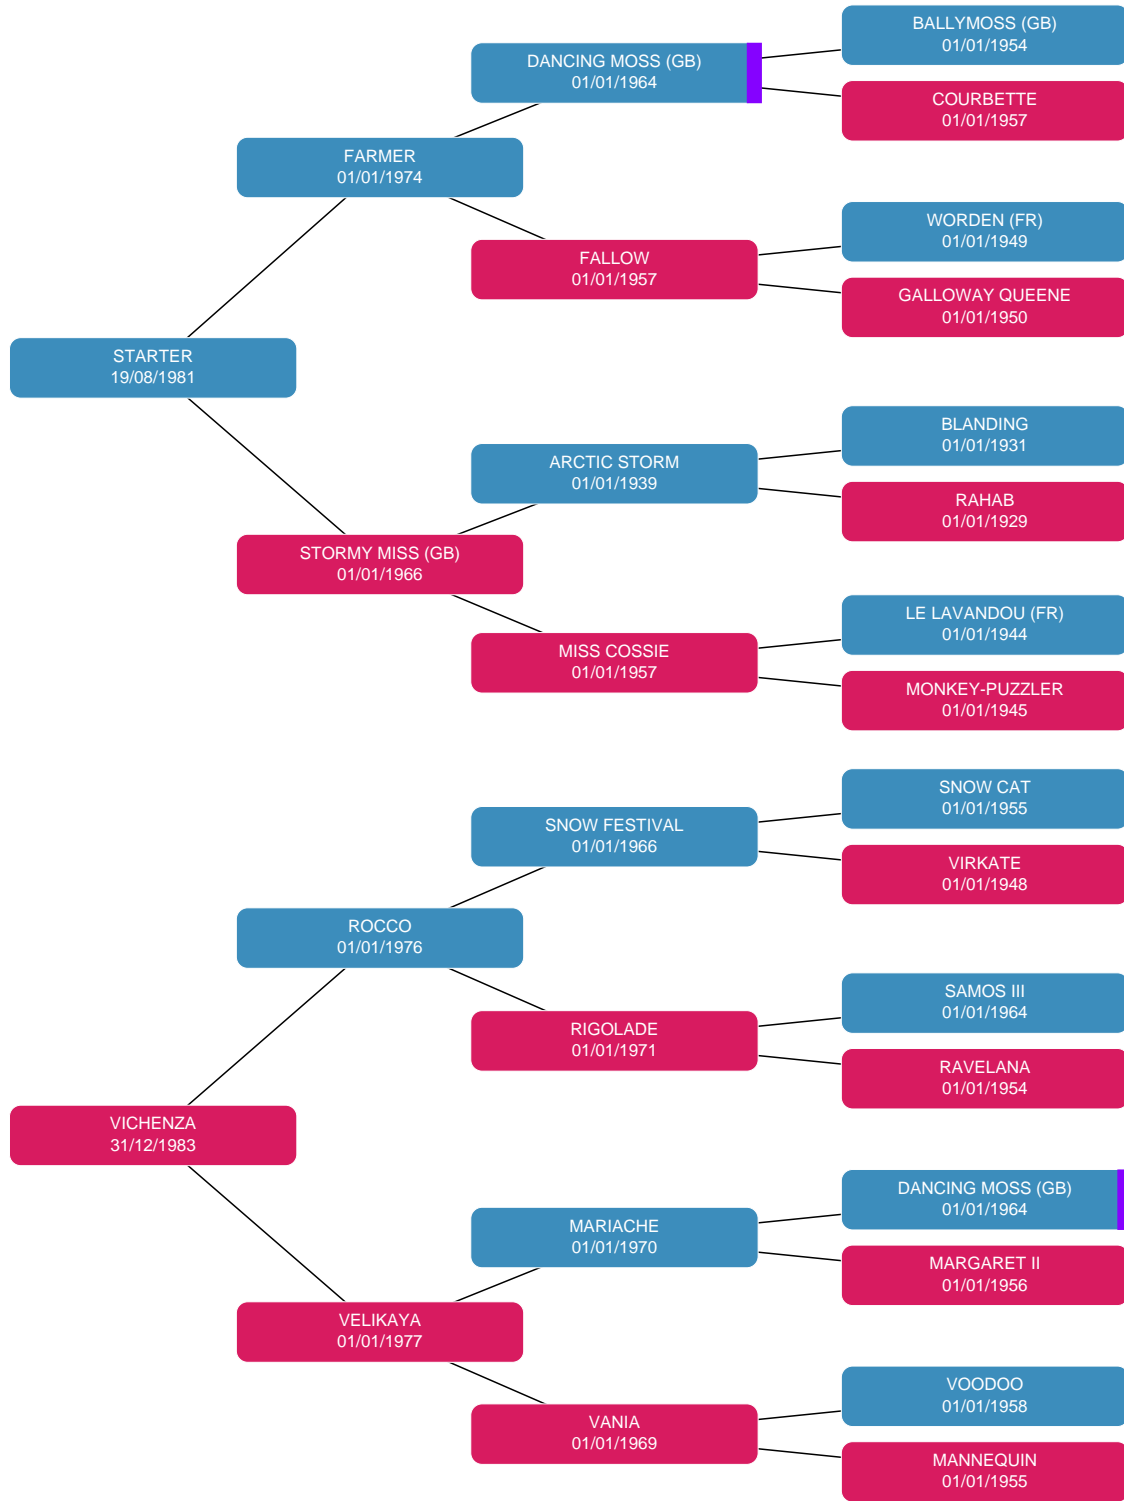 BALLYMOSS (GB)
01/01/1954
DANCING MOSS (GB)
01/01/1964
COURBETTE
01/01/1957
FARMER
01/01/1974
WORDEN (FR)
01/01/1949
FALLOW
01/01/1957
GALLOWAY QUEENE
01/01/1950
STARTER
19/08/1981
BLANDING
01/01/1931
ARCTIC STORM
01/01/1939
RAHAB
01/01/1929
STORMY MISS (GB)
01/01/1966
LE LAVANDOU (FR)
01/01/1944
MISS COSSIE
01/01/1957
MONKEY-PUZZLER
01/01/1945
SNOW CAT
01/01/1955
SNOW FESTIVAL
01/01/1966
VIRKATE
01/01/1948
ROCCO
01/01/1976
SAMOS III
01/01/1964
RIGOLADE
01/01/1971
RAVELANA
01/01/1954
VICHENZA
31/12/1983
DANCING MOSS (GB)
01/01/1964
MARIACHE
01/01/1970
MARGARET II
01/01/1956
VELIKAYA
01/01/1977
VOODOO
01/01/1958
VANIA
01/01/1969
MANNEQUIN
01/01/1955